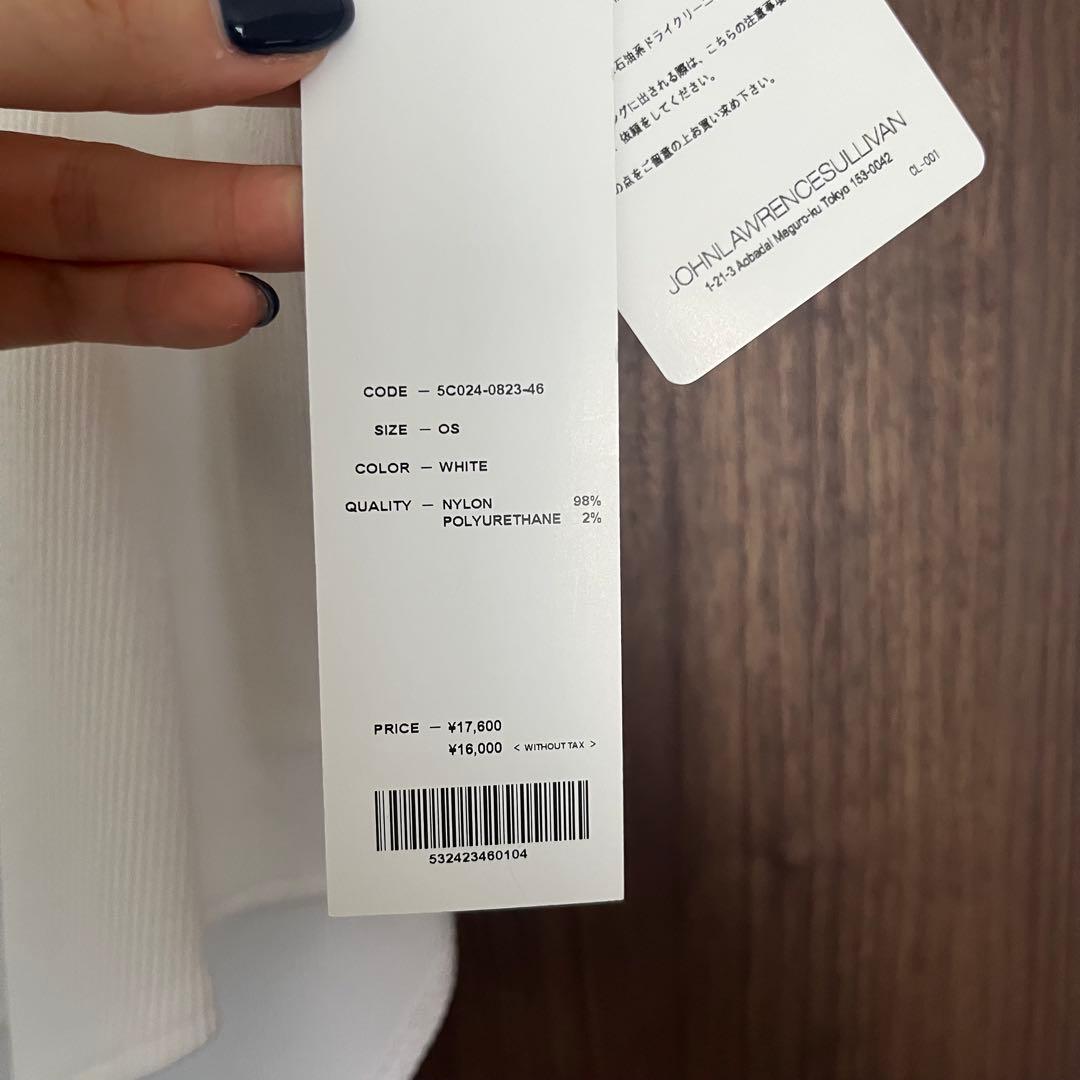 石油系ドライクリーニ
グに出される際は、こちらの注意事項
依頼をしてください。
の点をご留意の上お買い求め下さい。
JOHNLAWRENCESULLIVAN
1-21-3 Aobadai Meguro-ku Tokyo 153-0042
CL-001
CODE — 5C024-0823-46
SIZE — OS
COLOR — WHITE
QUALITY — NYLON 98%
POLYURETHANE 2%
PRICE — ¥17,600
¥16,000 < WITHOUT TAX >
532423460104